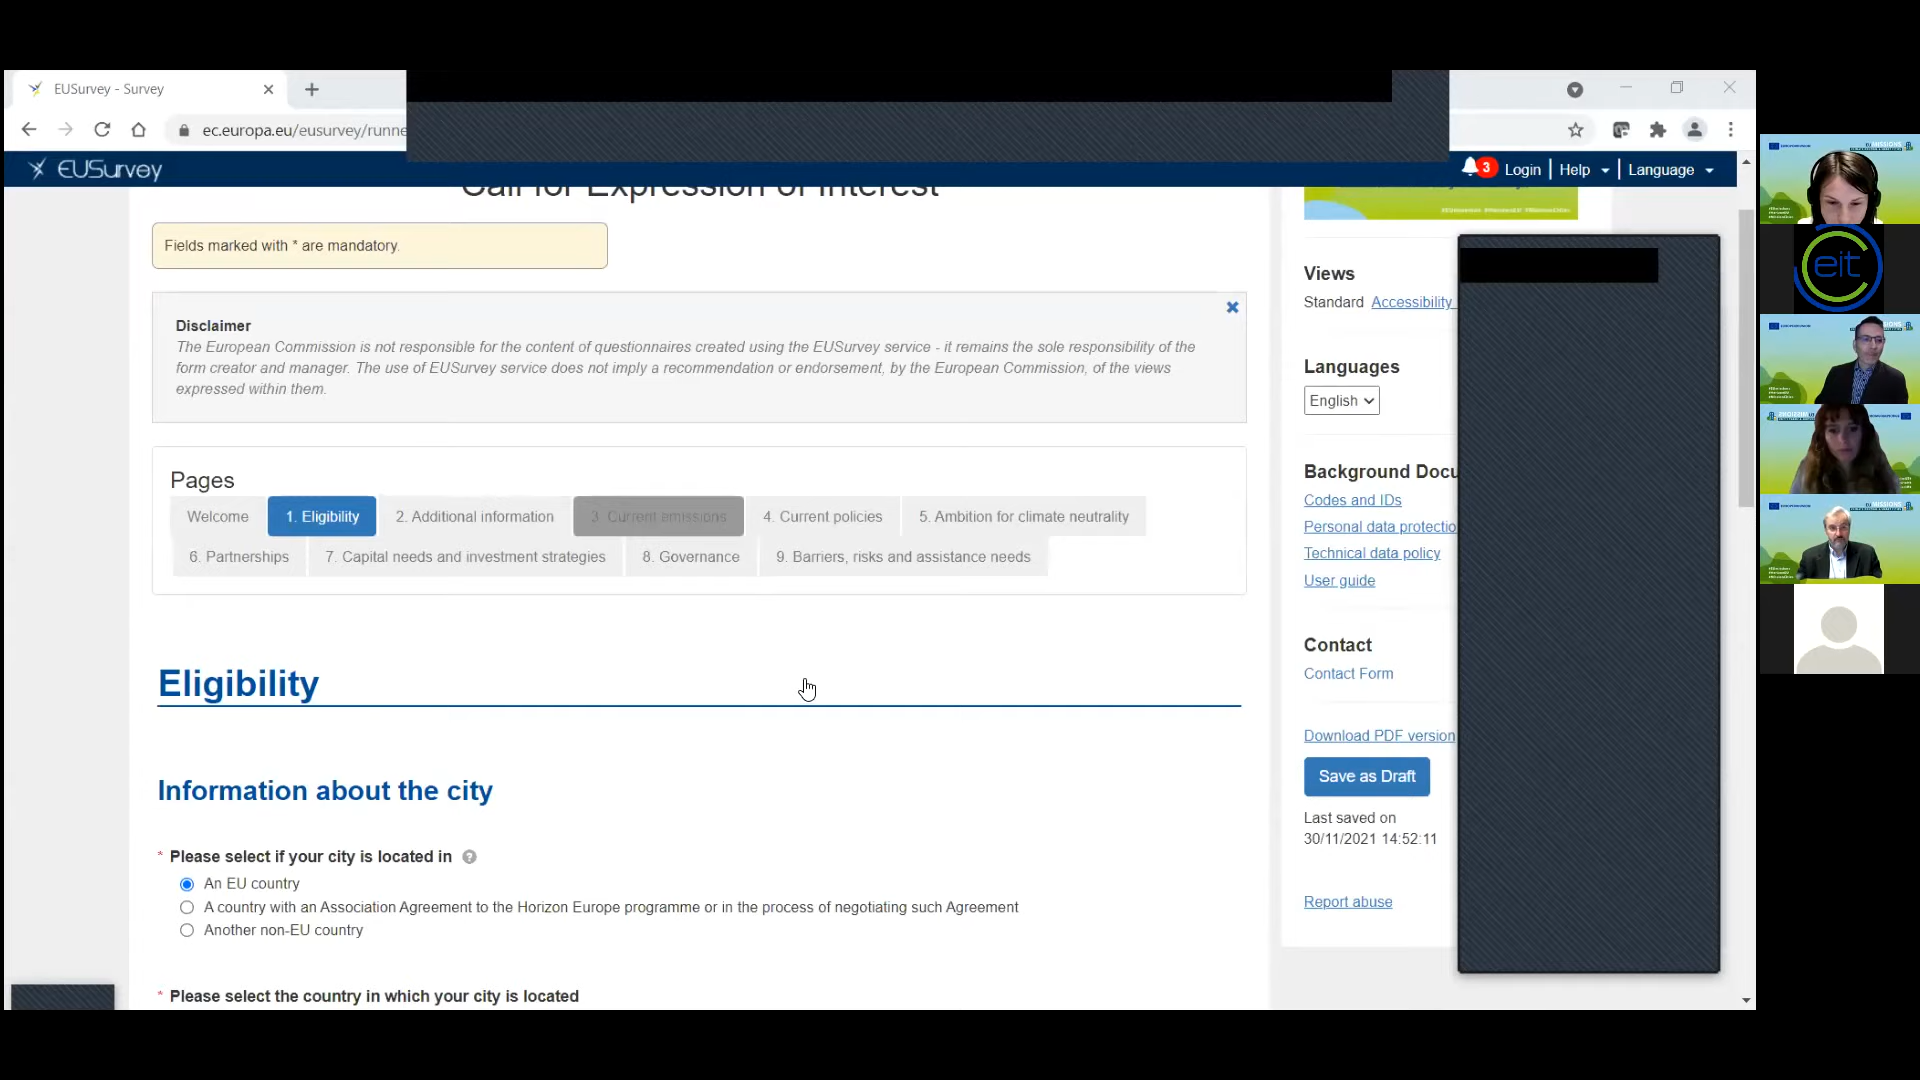 EUSurvey - Survey
ec.europa.eu/eusurvey/runne
EUSurvey
3 Login Help Language
Call for Expression of Interest
Fields marked with * are mandatory.
Disclaimer
The European Commission is not responsible for the content of questionnaires created using the EUSurvey service - it remains the sole responsibility of the
form creator and manager. The use of EUSurvey service does not imply a recommendation or endorsement, by the European Commission, of the views
expressed within them.
Pages
Welcome 1. Eligibility 2. Additional information 3. Current emissions 4. Current policies 5. Ambition for climate neutrality
6. Partnerships 7. Capital needs and investment strategies 8. Governance 9. Barriers, risks and assistance needs
Eligibility
Information about the city
* Please select if your city is located in ?
An EU country
A country with an Association Agreement to the Horizon Europe programme or in the process of negotiating such Agreement
Another non-EU country
* Please select the country in which your city is located
Views
Standard Accessibility
Languages
English
Background Docu
Codes and IDs
Personal data protectio
Technical data policy
User guide
Contact
Contact Form
Download PDF version
Save as Draft
Last saved on
30/11/2021 14:52:11
Report abuse
eit